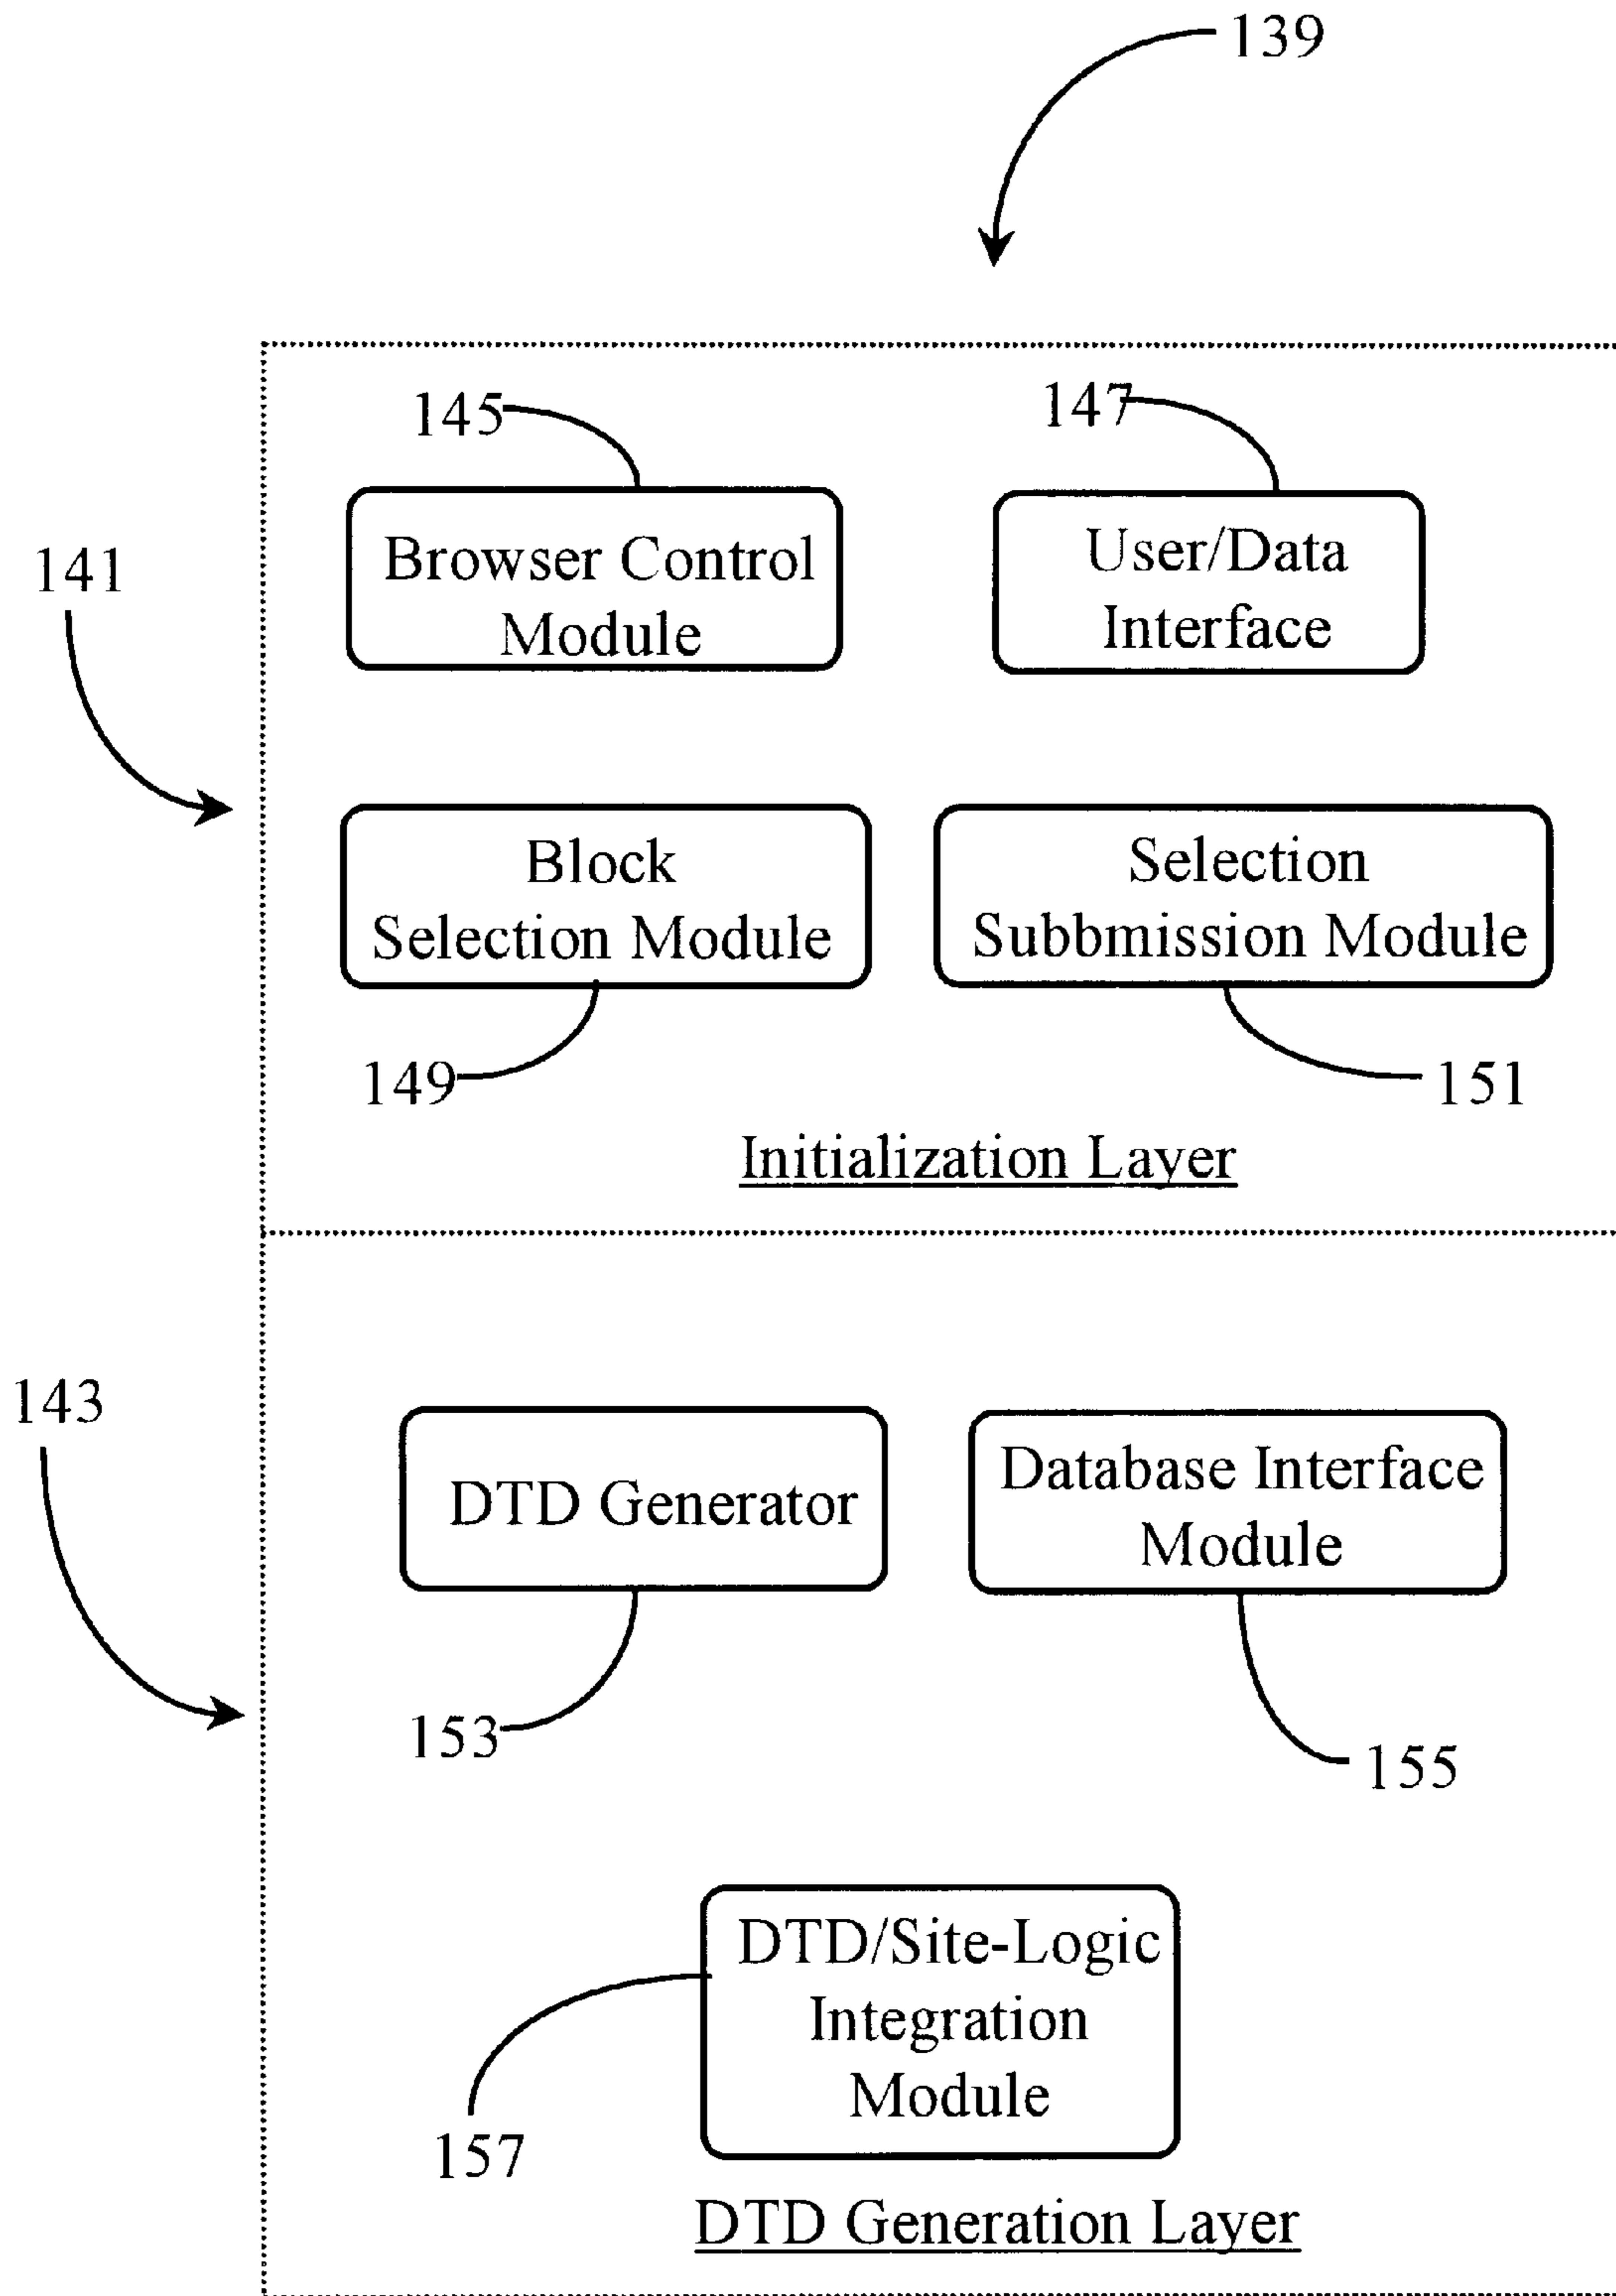 139
145
147
Browser Control
Module
User/Data
Interface
141
Block
Selection Module
Selection
Subbmission Module
149
151
Initialization Layer
143
DTD Generator
Database Interface
Module
153
155
DTD/Site-Logic
Integration
Module
157
DTD Generation Layer